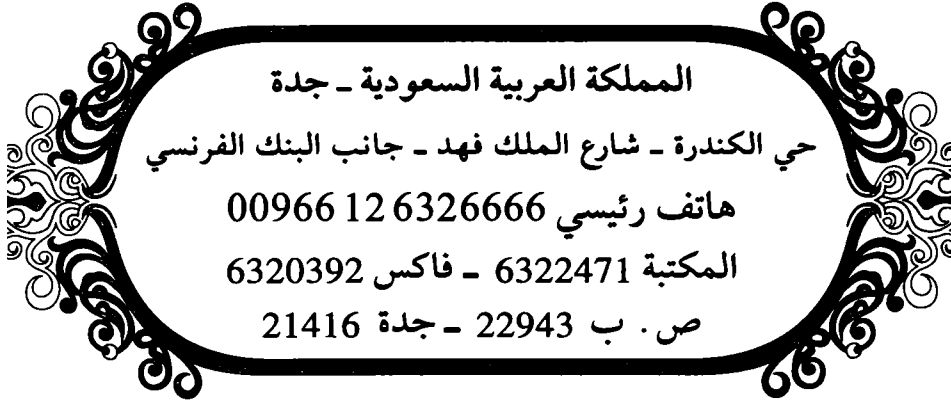 المملكة العربية السعودية - جدة
حي الكندرة - شارع الملك فهد - جانب البنك الفرنسي
هاتف رئيسي 6326666 12 00966
المكتبة 6322471 - فاكس 6320392
ص. ب 22943 - جدة 21416